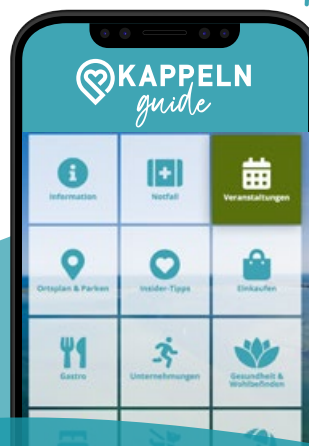 KAPPELN
guide
Information
Notfall
Veranstaltungen
Ortsplan & Parken
Insider-Tipps
Einkaufen
Gastro
Unternehmungen
Gesundheit &
Wohlbefinden